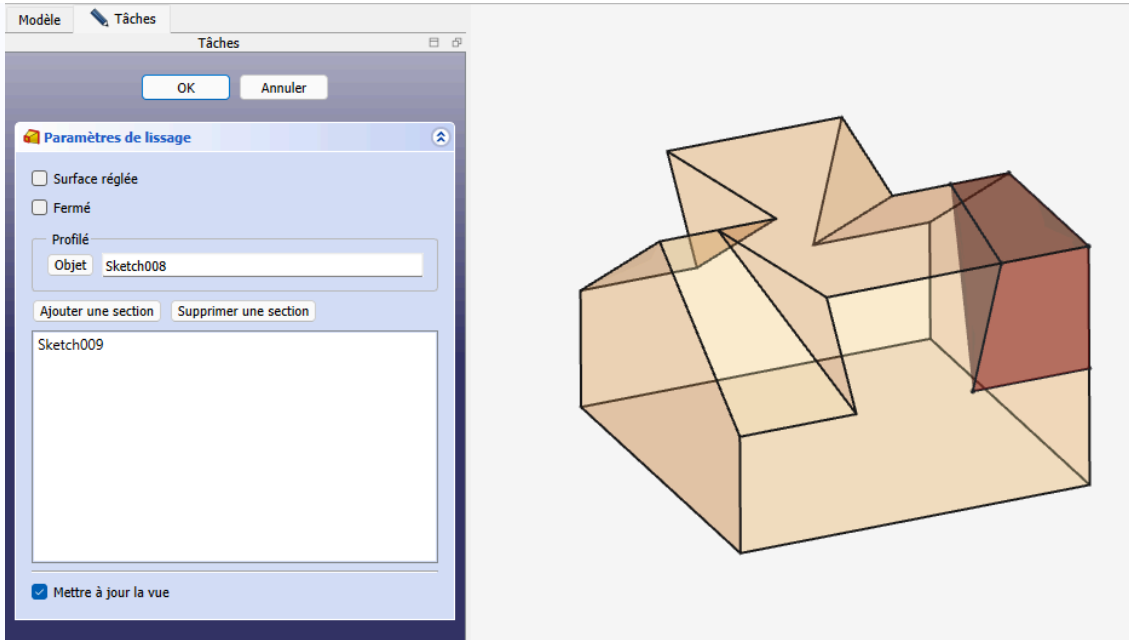 Modèle
Tâches
Tâches
OK
Annuler
Paramètres de lissage
Surface réglée
Fermé
Profilé
Objet
Sketch008
Ajouter une section
Supprimer une section
Sketch009
Mettre à jour la vue